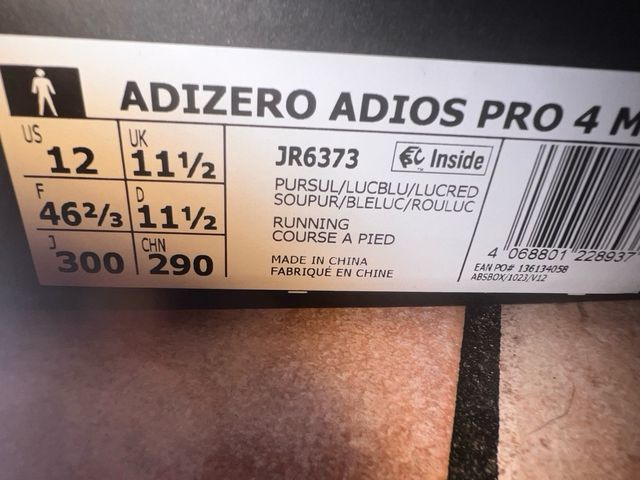 ADIZERO ADIOS PRO 4 M
US 12
UK 11½
F 46⅔
D 11½
J 300
CHN 290
JR6373
EC Inside
PURSUL/LUCBLU/LUCRED
SOUPUR/BLELUC/ROULUC
RUNNING
COURSE A PIED
MADE IN CHINA
FABRIQUÉ EN CHINE
4 068801 228937
EAN PO# 136134058
ABSBOX/1023/V12